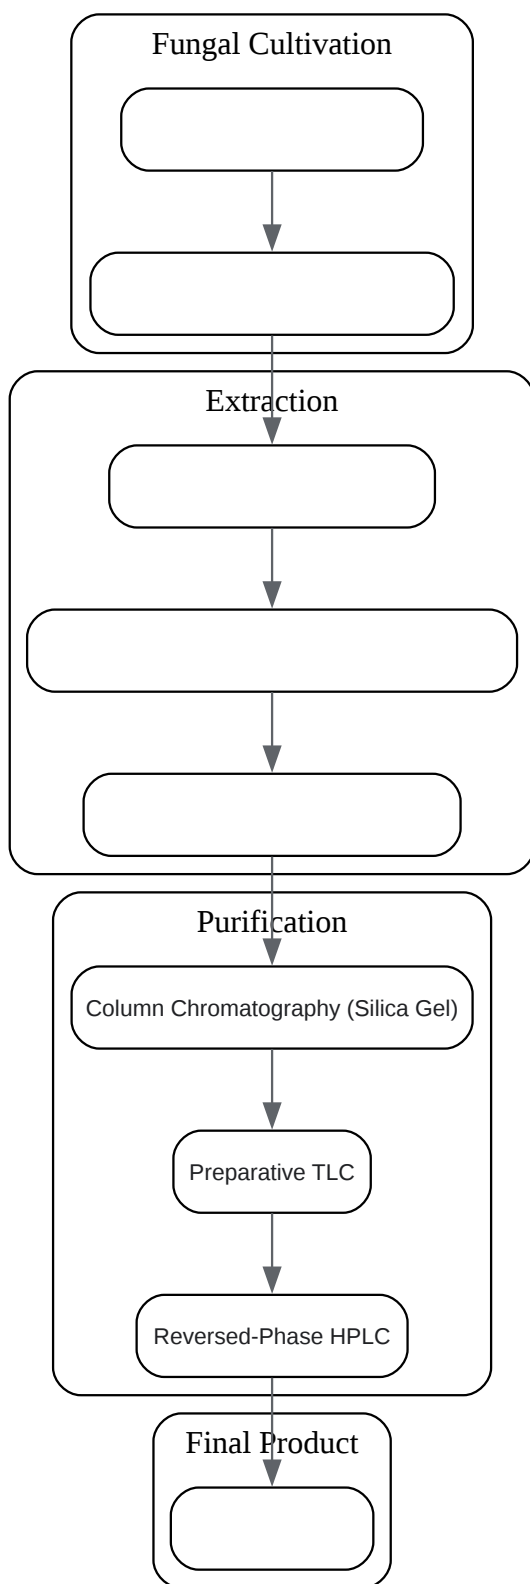 Fungal Cultivation
Extraction
Purification
Column Chromatography (Silica Gel)
Preparative TLC
Reversed-Phase HPLC
Final Product